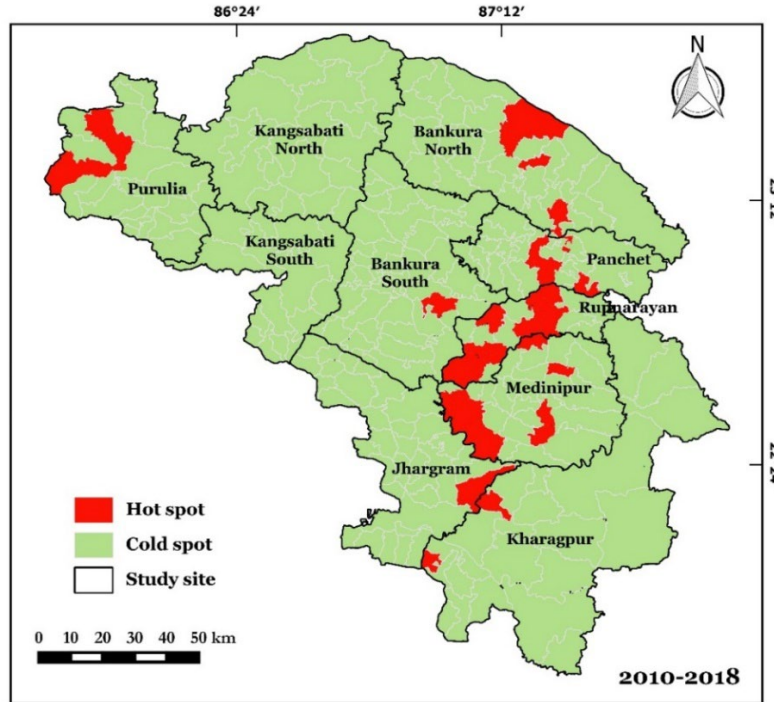 86°24′ 87°12′
N
Kangsabati
North
Bankura
North
Purulia
Kangsabati
South
Bankura
South
Panchet
Rupnarayan
Medinipur
Jhargram
Kharagpur
Hot spot
Cold spot
Study site
0 10 20 30 40 50 km
2010-2018